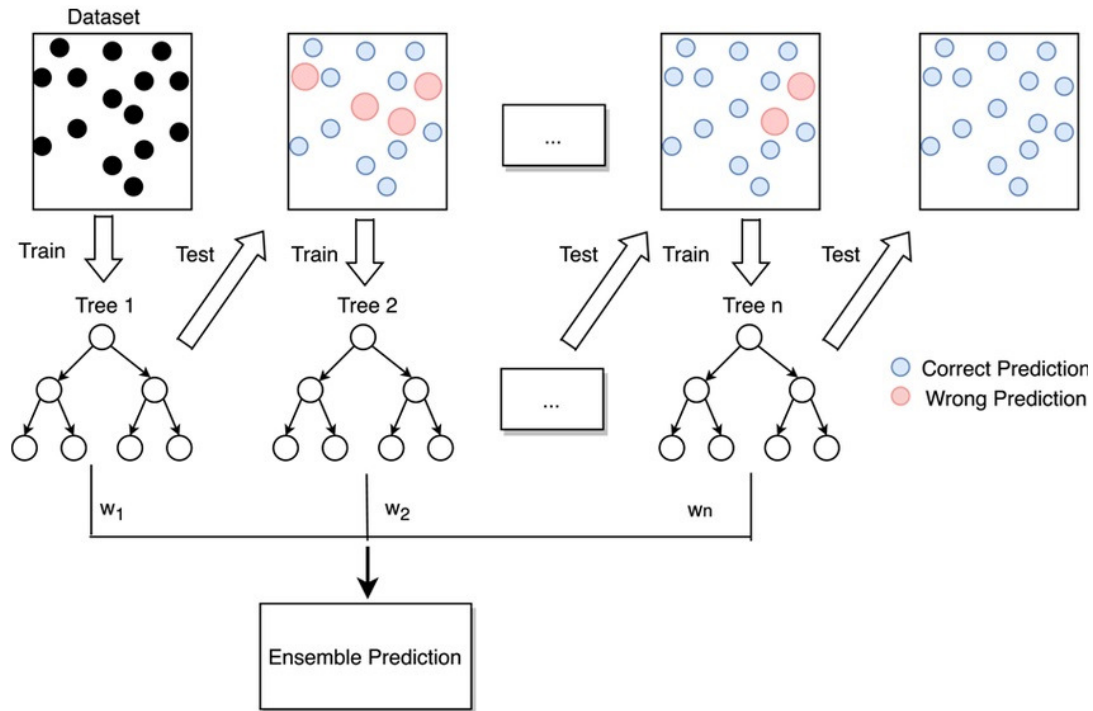 Dataset
...
Train
Test
Train
Test
Train
Test
Tree 1
Tree 2
Tree n
...
Correct Prediction
Wrong Prediction
w1
w2
wn
Ensemble Prediction